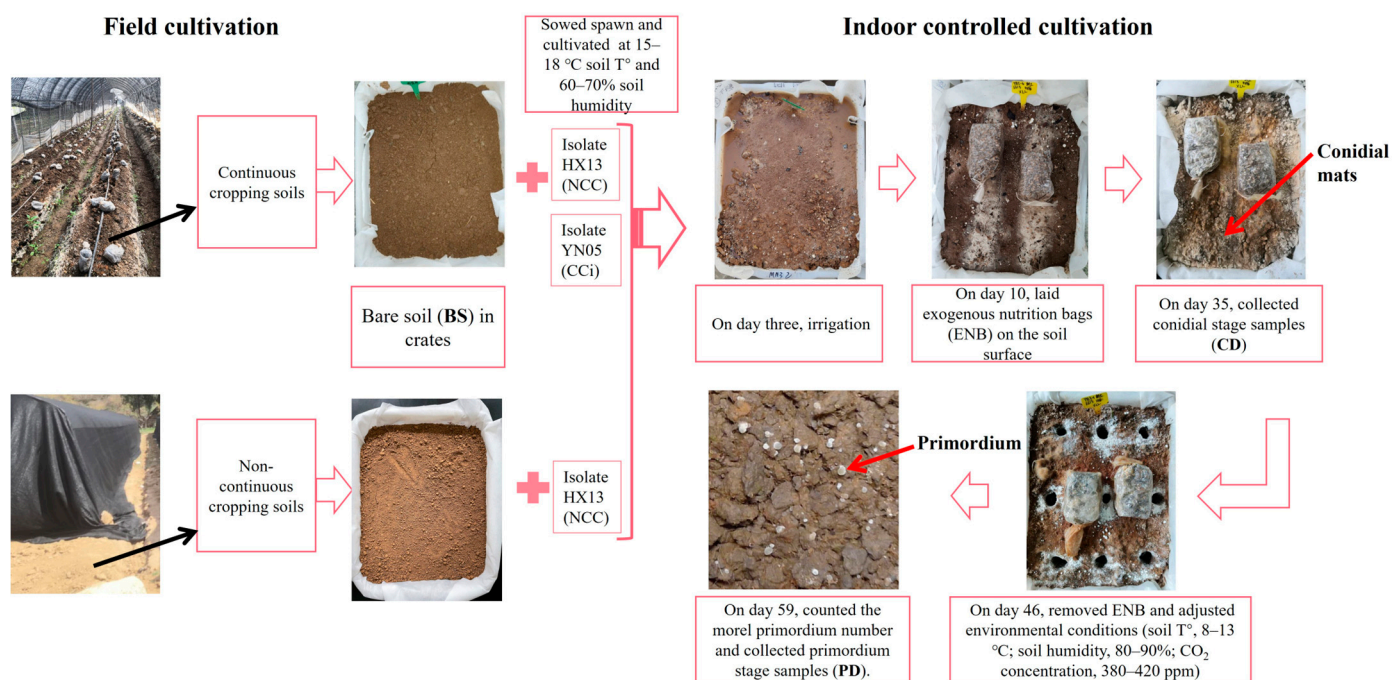 Field cultivation
Sowed spawn and
cultivated at 15–
18 ℃ soil T° and
60–70% soil
humidity
Indoor controlled cultivation
Continuous
cropping soils
Isolate
HX13
(NCC)
Isolate
YN05
(CCi)
Bare soil (BS) in
crates
Conidial
mats
On day three, irrigation
On day 10, laid
exogenous nutrition bags
(ENB) on the soil
surface
On day 35, collected
conidial stage samples
(CD)
Non-
continuous
cropping soils
Isolate
HX13
(NCC)
Primordium
On day 59, counted the
morel primordium number
and collected primordium
stage samples (PD).
On day 46, removed ENB and adjusted
environmental conditions (soil T°, 8–13
℃; soil humidity, 80–90%; CO2
concentration, 380–420 ppm)